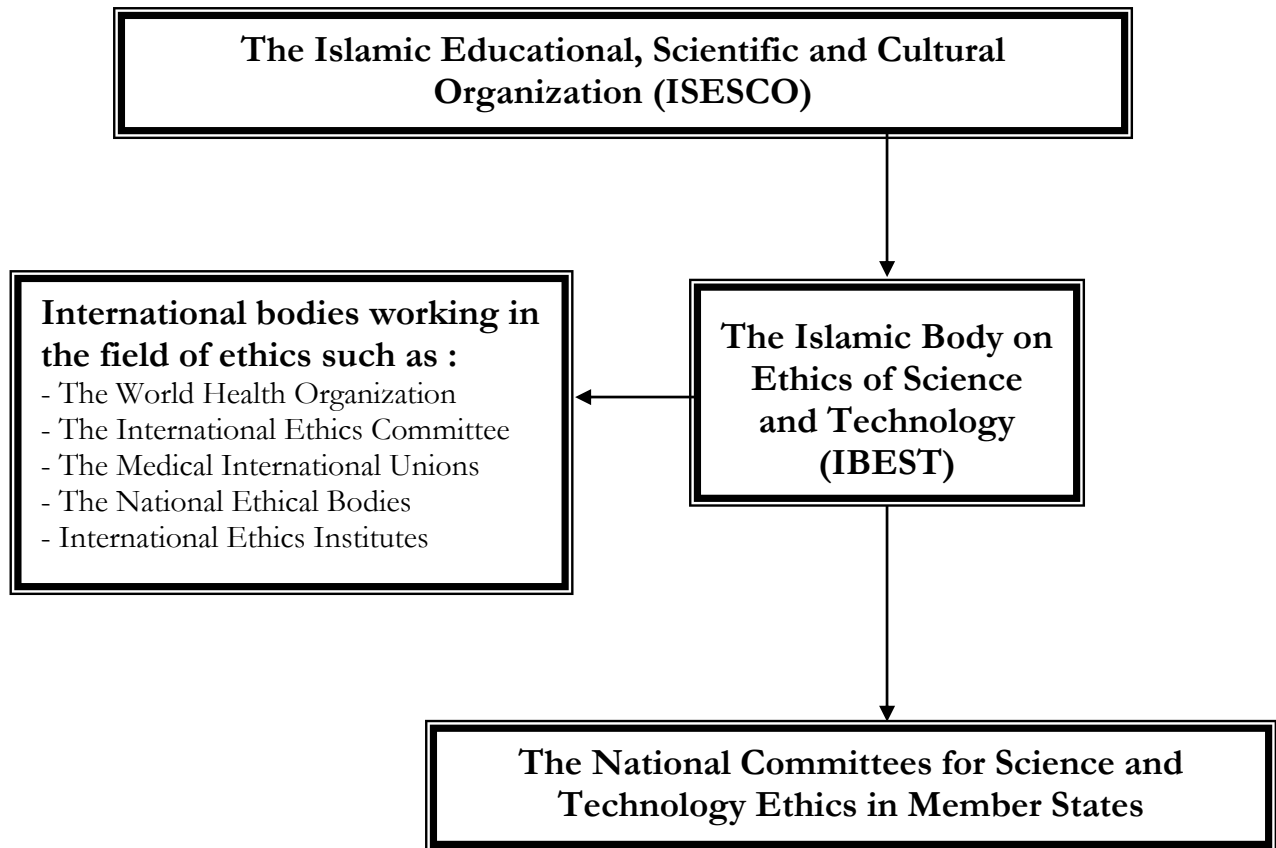 The Islamic Educational, Scientific and Cultural
Organization (ISESCO)
International bodies working in
the field of ethics such as :
- The World Health Organization
- The International Ethics Committee
- The Medical International Unions
- The National Ethical Bodies
- International Ethics Institutes
The Islamic Body on
Ethics of Science
and Technology
(IBEST)
The National Committees for Science and
Technology Ethics in Member States